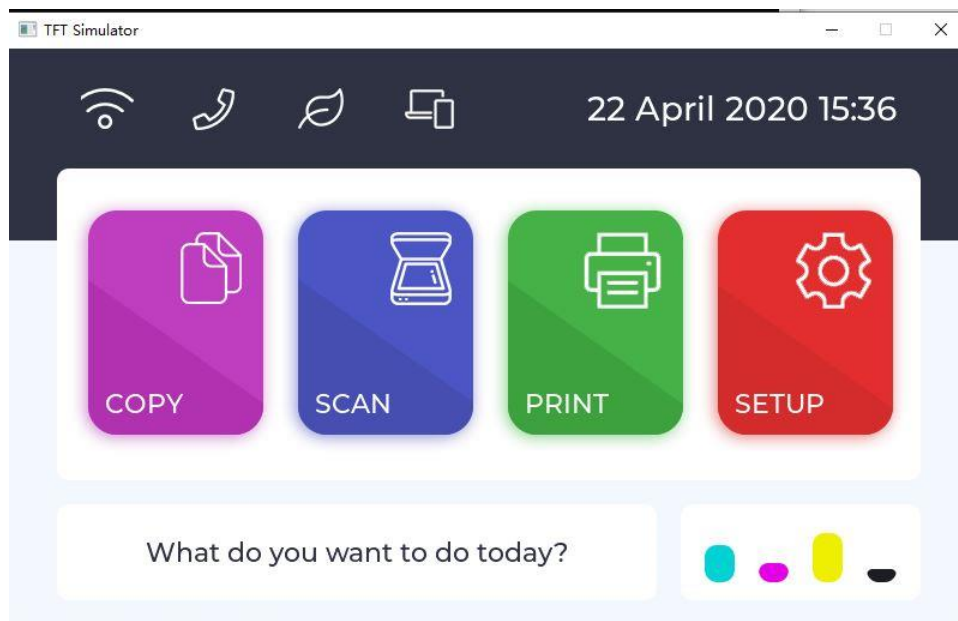 TFT Simulator
22 April 2020 15:36
COPY
SCAN
PRINT
SETUP
What do you want to do today?